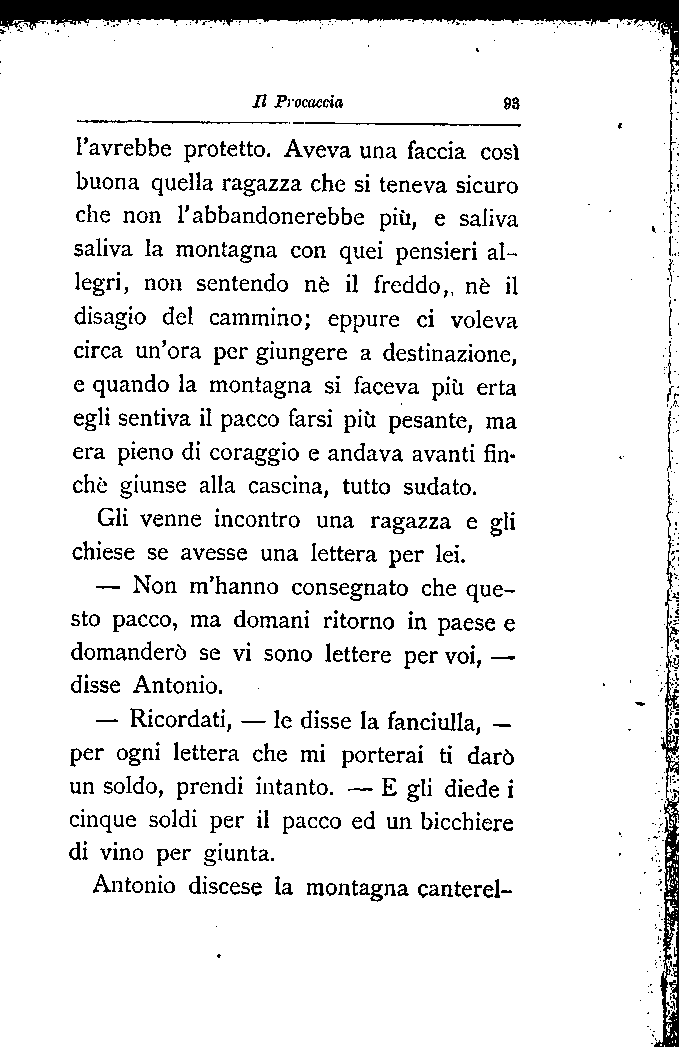 Il Procaccia 93
l'avrebbe protetto. Aveva una faccia così
buona quella ragazza che si teneva sicuro
che non l'abbandonerebbe più, e saliva
saliva la montagna con quei pensieri al-
legri, non sentendo nè il freddo,, nè il
disagio del cammino; eppure ci voleva
circa un'ora per giungere a destinazione,
e quando la montagna si faceva più erta
egli sentiva il pacco farsi più pesante, ma
era pieno di coraggio e andava avanti fin-
chè giunse alla cascina, tutto sudato.
Gli venne incontro una ragazza e gli
chiese se avesse una lettera per lei.
— Non m'hanno consegnato che que-
sto pacco, ma domani ritorno in paese e
domanderò se vi sono lettere per voi, —
disse Antonio.
— Ricordati, — le disse la fanciulla, —
per ogni lettera che mi porterai ti darò
un soldo, prendi intanto. — E gli diede i
cinque soldi per il pacco ed un bicchiere
di vino per giunta.
Antonio discese la montagna canterel-